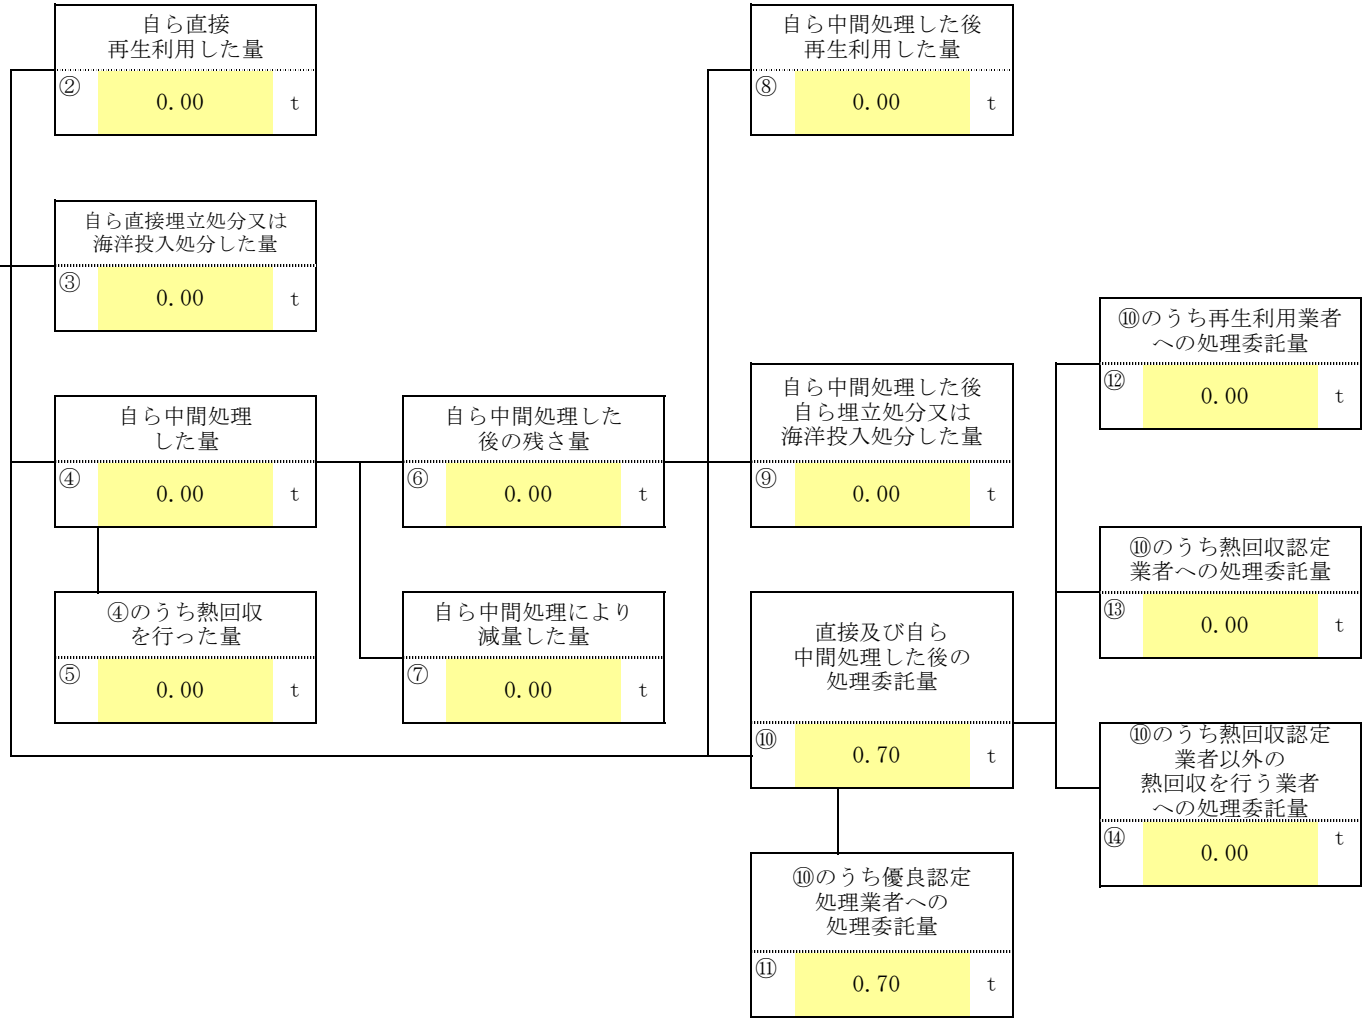 自ら直接
再生利用した量
② 0.00 t
自ら直接埋立処分又は
海洋投入処分した量
③ 0.00 t
自ら中間処理
した量
④ 0.00 t
④のうち熱回収
を行った量
⑤ 0.00 t
自ら中間処理した
後の残さ量
⑥ 0.00 t
自ら中間処理により
減量した量
⑦ 0.00 t
自ら中間処理した後
再生利用した量
⑧ 0.00 t
自ら中間処理した後
自ら埋立処分又は
海洋投入処分した量
⑨ 0.00 t
直接及び自ら
中間処理した後の
処理委託量
⑩ 0.70 t
⑩のうち優良認定
処理業者への
処理委託量
⑪ 0.70 t
⑩のうち再生利用業者
への処理委託量
⑫ 0.00 t
⑩のうち熱回収認定
業者への処理委託量
⑬ 0.00 t
⑩のうち熱回収認定
業者以外の
熱回収を行う業者
への処理委託量
⑭ 0.00 t